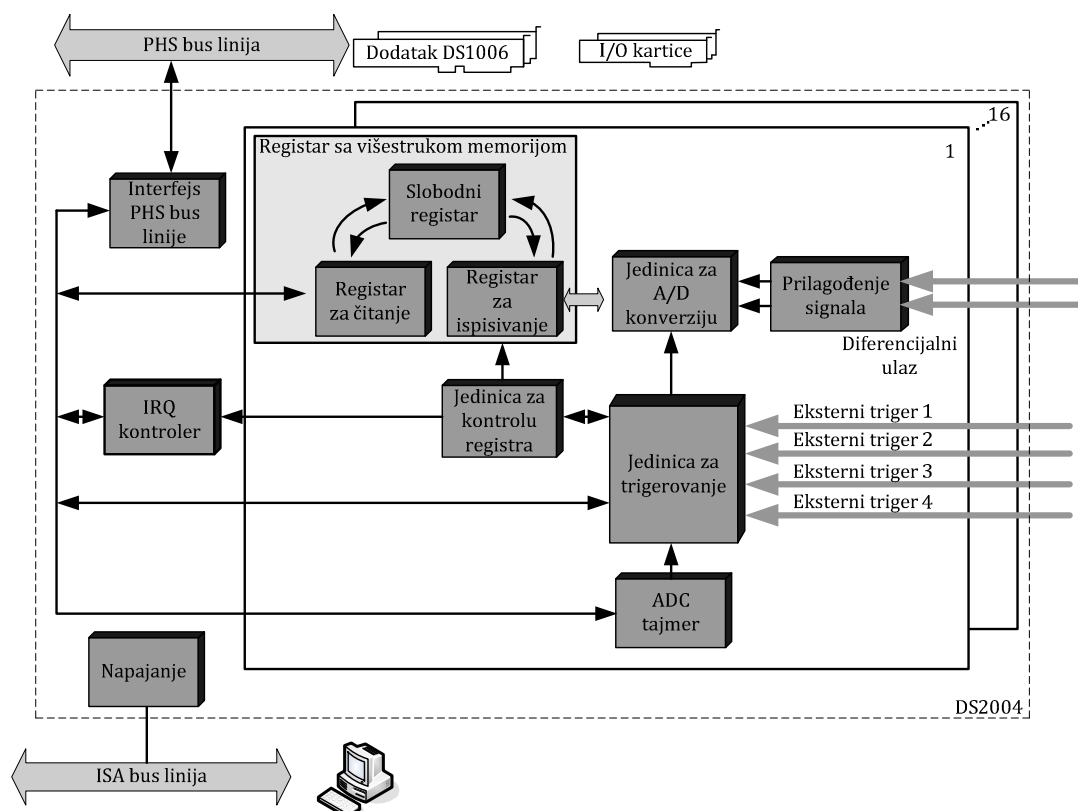 PHS bus linija
Dodatak DS1006
I/O kartice
16
1
Registar sa višestrukom memorijom
Interfejs
PHS bus
linije
Slobodni
registar
Registar
za čitanje
Registar
za
ispisivanje
Jedinica za
A/D
konverziju
Prilagođenje
signala
Diferencijalni
ulaz
IRQ
kontroler
Jedinica za
kontrolu
registra
Jedinica za
trigerovanje
Eksterni triger 1
Eksterni triger 2
Eksterni triger 3
Eksterni triger 4
ADC
tajmer
Napajanje
DS2004
ISA bus linija